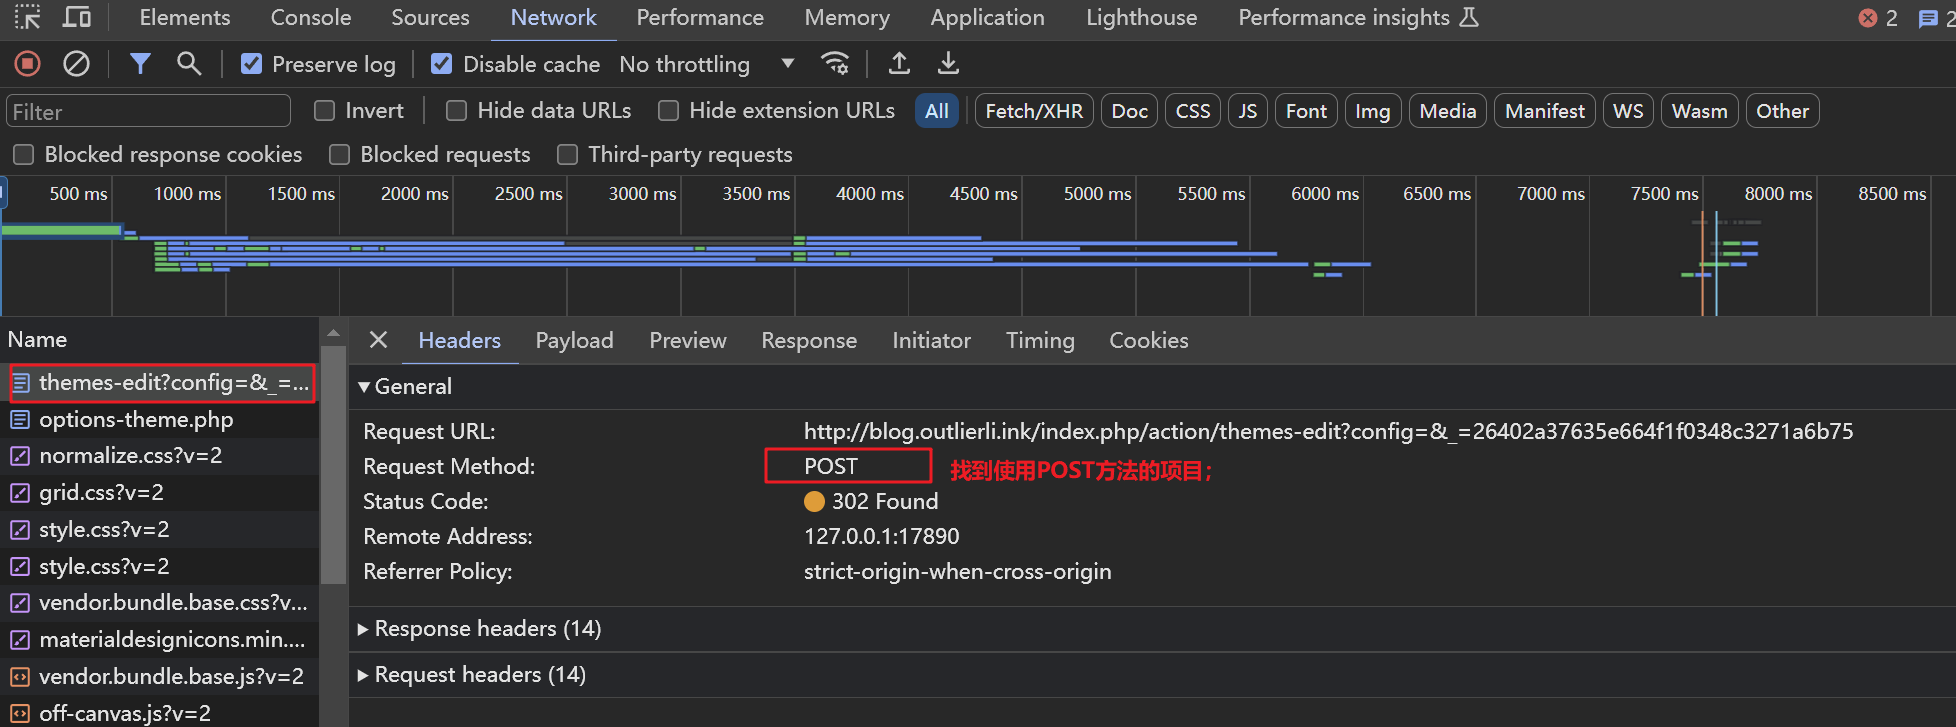 Elements Console Sources Network Performance Memory Application Lighthouse Performance insights 2 2
Preserve log Disable cache No throttling
Filter Invert Hide data URLs Hide extension URLs All Fetch/XHR Doc CSS JS Font Img Media Manifest WS Wasm Other
Blocked response cookies Blocked requests Third-party requests
500 ms 1000 ms 1500 ms 2000 ms 2500 ms 3000 ms 3500 ms 4000 ms 4500 ms 5000 ms 5500 ms 6000 ms 6500 ms 7000 ms 7500 ms 8000 ms 8500 ms
Name
themes-edit?config=&_=...
options-theme.php
normalize.css?v=2
grid.css?v=2
style.css?v=2
style.css?v=2
vendor.bundle.base.css?v...
materialdesignicons.min....
vendor.bundle.base.js?v=2
off-canvas.js?v=2
Headers Payload Preview Response Initiator Timing Cookies
General
Request URL: http://blog.outlierli.ink/index.php/action/themes-edit?config=&_=26402a37635e664f1f0348c3271a6b75
Request Method: POST 找到使用POST方法的项目；
Status Code: 302 Found
Remote Address: 127.0.0.1:17890
Referrer Policy: strict-origin-when-cross-origin
Response headers (14)
Request headers (14)